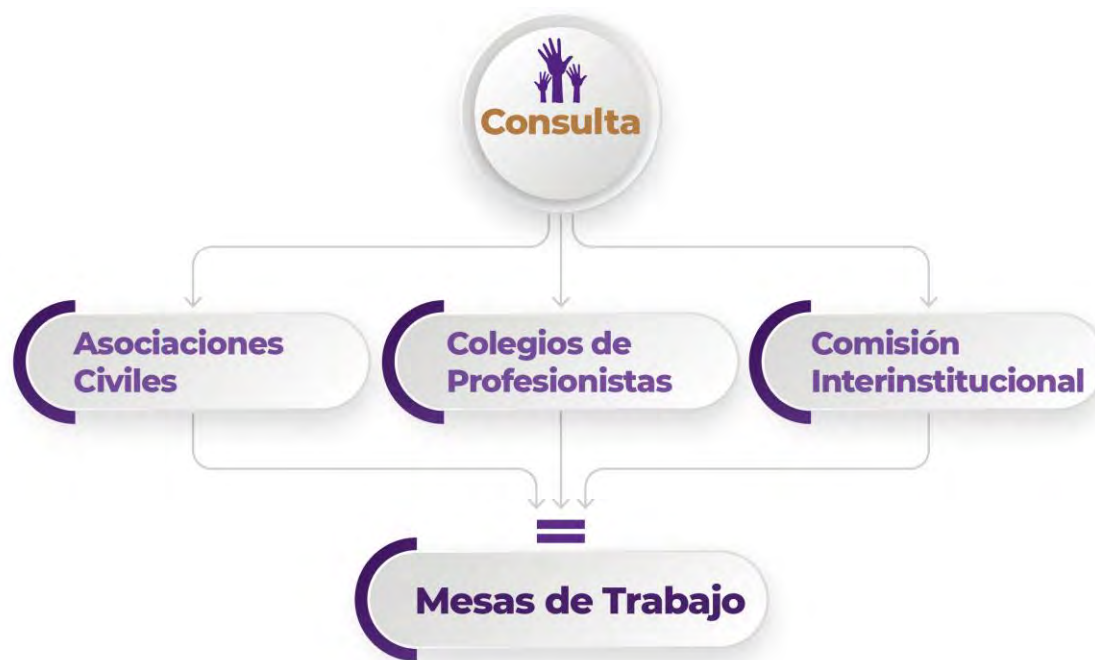 Consulta
Asociaciones
Civiles
Colegios de
Profesionistas
Comisión
Interinstitucional
=
Mesas de Trabajo